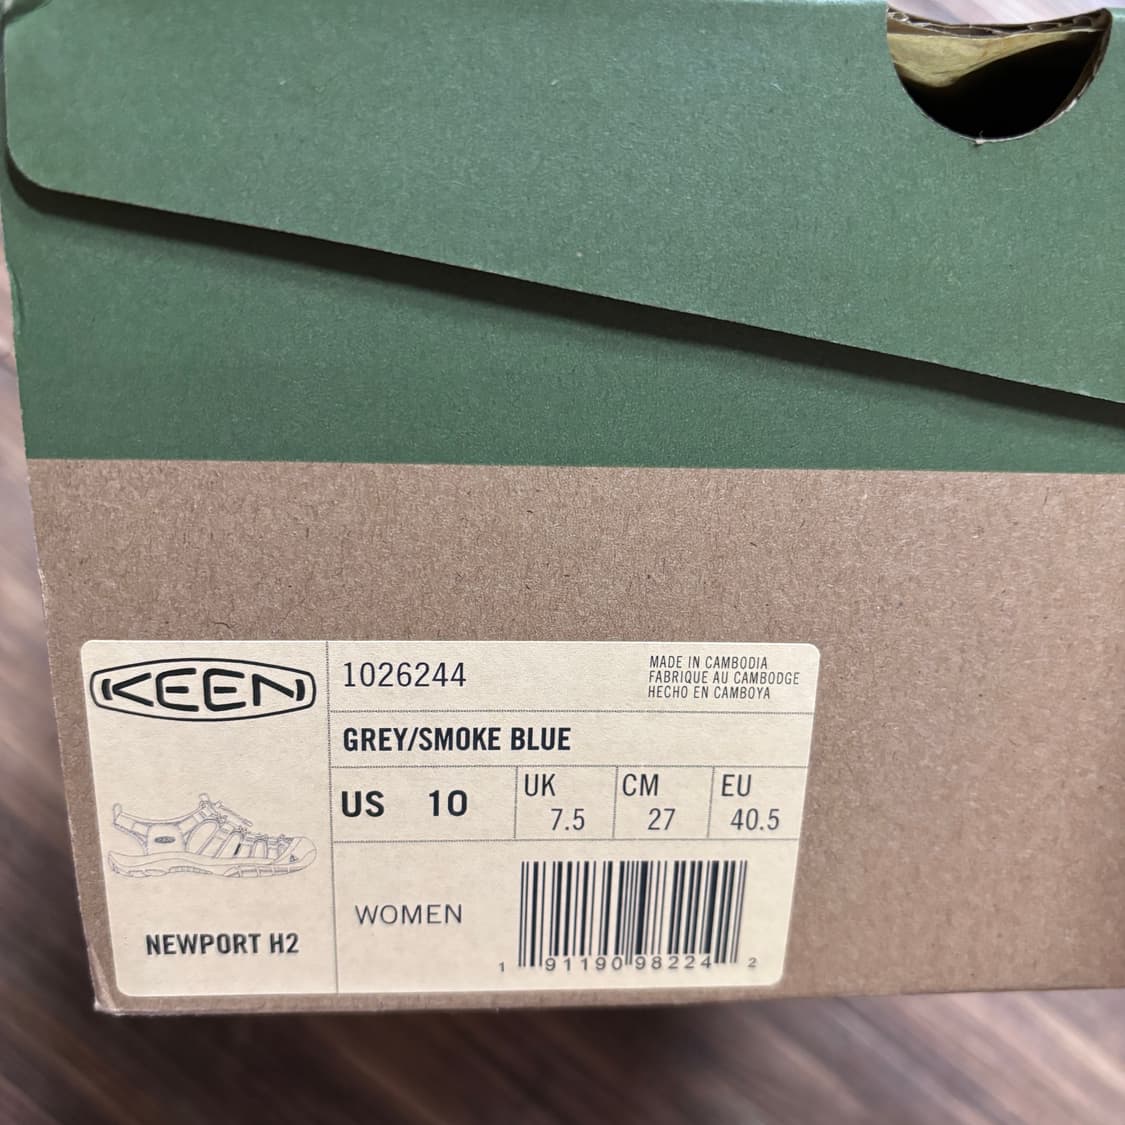 KEEN
1026244
MADE IN CAMBODIA
FABRIQUE AU CAMBODGE
HECHO EN CAMBOYA
GREY/SMOKE BLUE
US 10
UK 7.5
CM 27
EU 40.5
WOMEN
NEWPORT H2
1 91190 98224 2